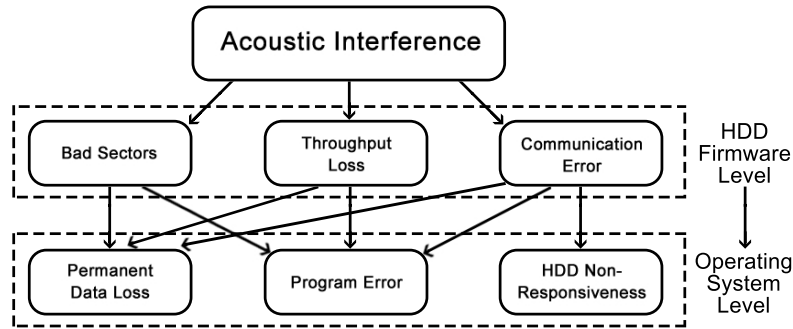 Acoustic Interference
Bad Sectors
Throughput
Loss
Communication
Error
HDD
Firmware
Level
Permanent
Data Loss
Program Error
HDD Non-
Responsiveness
Operating
System
Level